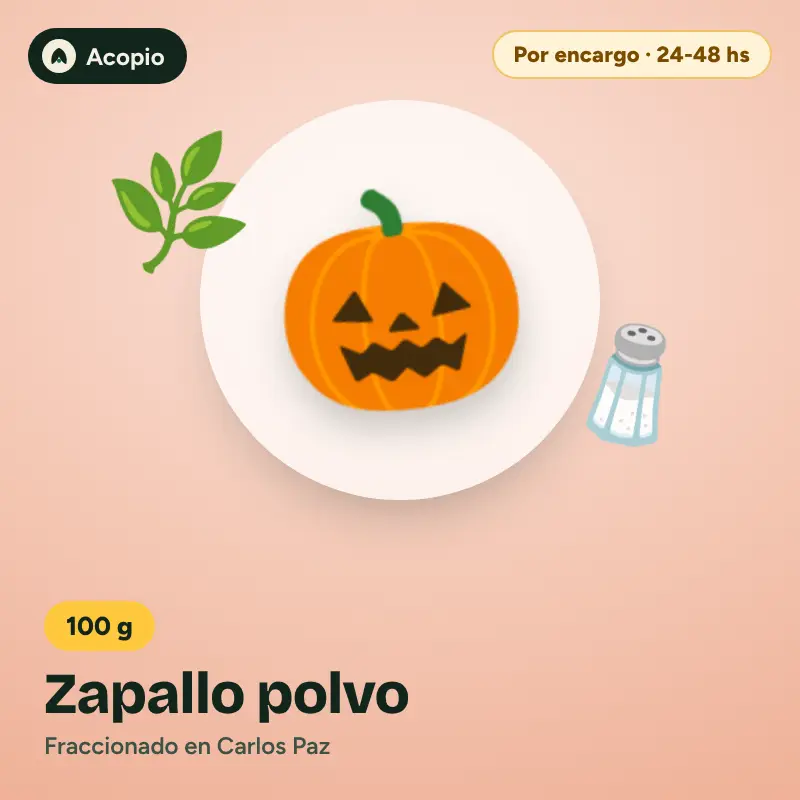 Acopio
Por encargo · 24-48 hs
100 g
Zapallo polvo
Fraccionado en Carlos Paz